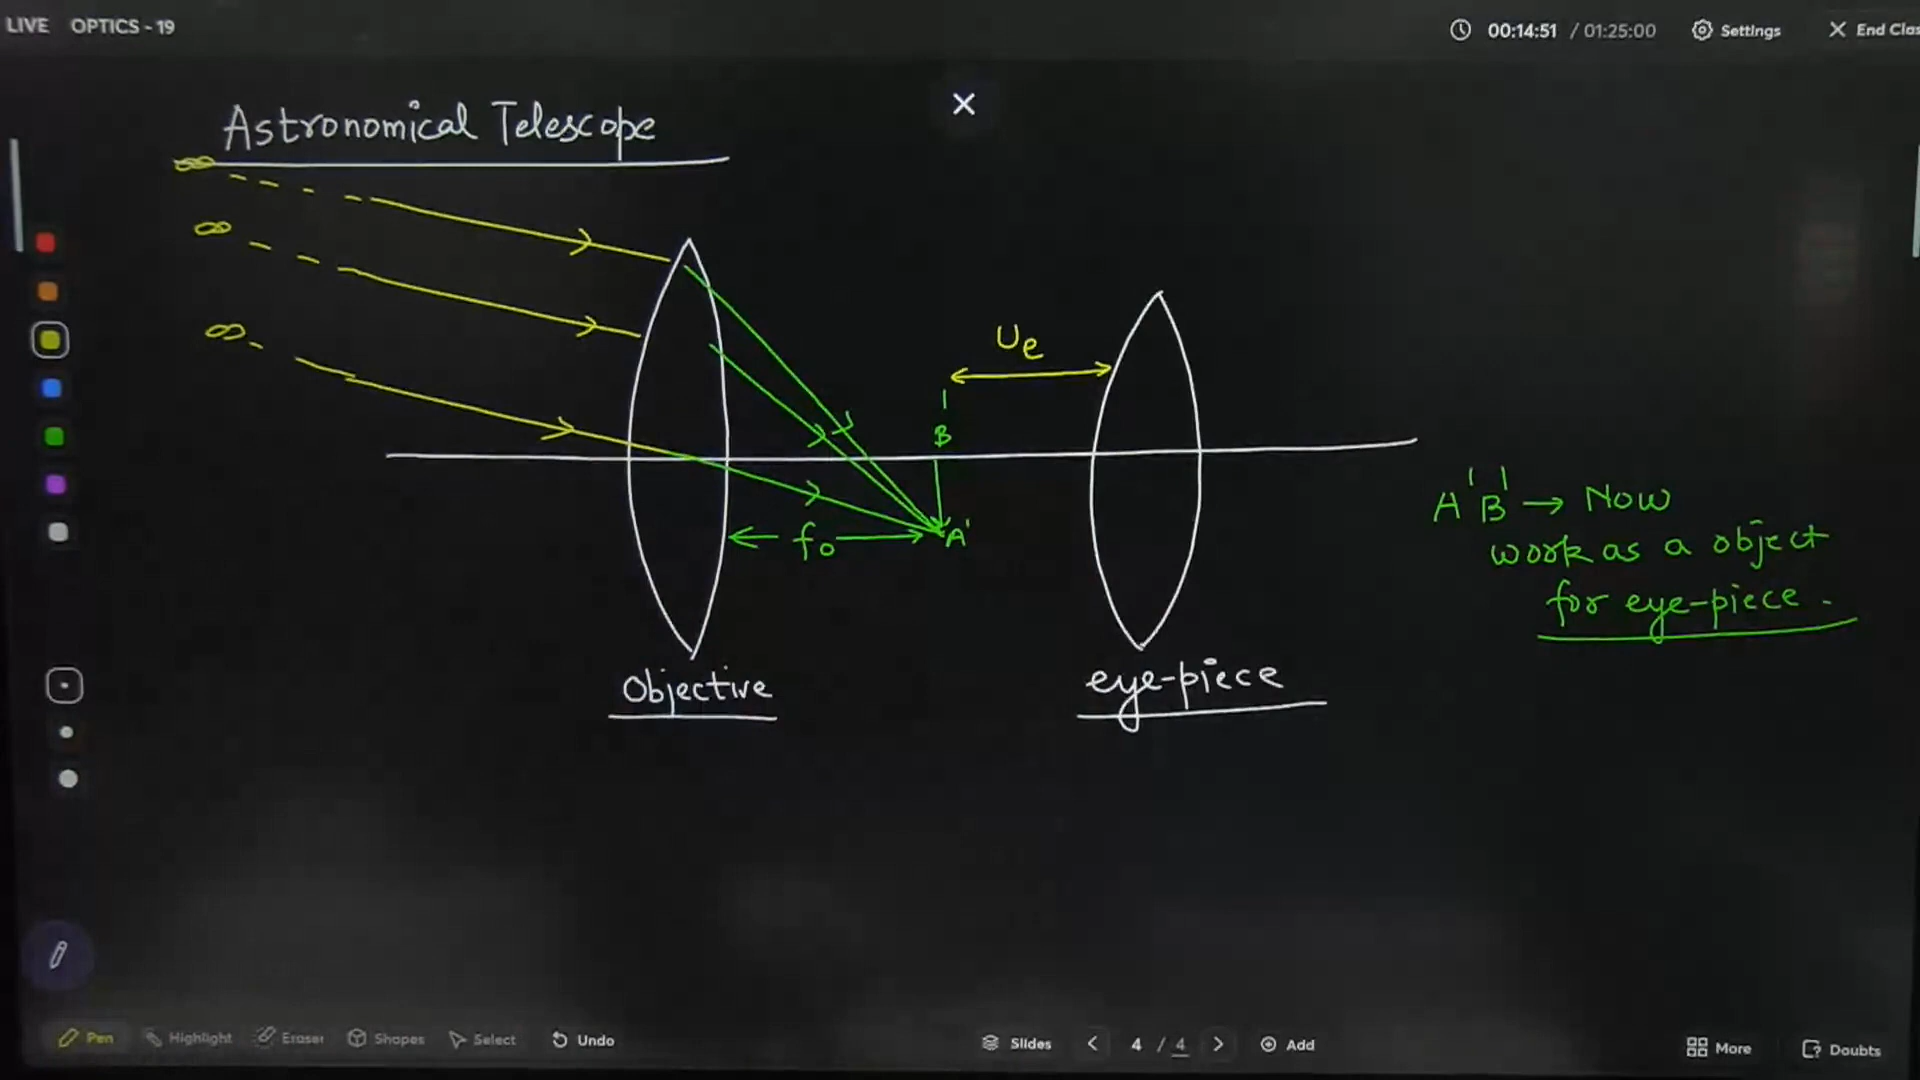 LIVE OPTICS - 19
00:14:51 / 01:25:00
Settings
End Clas
Astronomical Telescope
∞
∞
∞
Ue
B'
A'
fo
A'B' → Now
work as a object
for eye-piece.
Objective
eye-piece
Pen
Highlight
Eraser
Shapes
Select
Undo
Slides
4 / 4
Add
More
Doubts